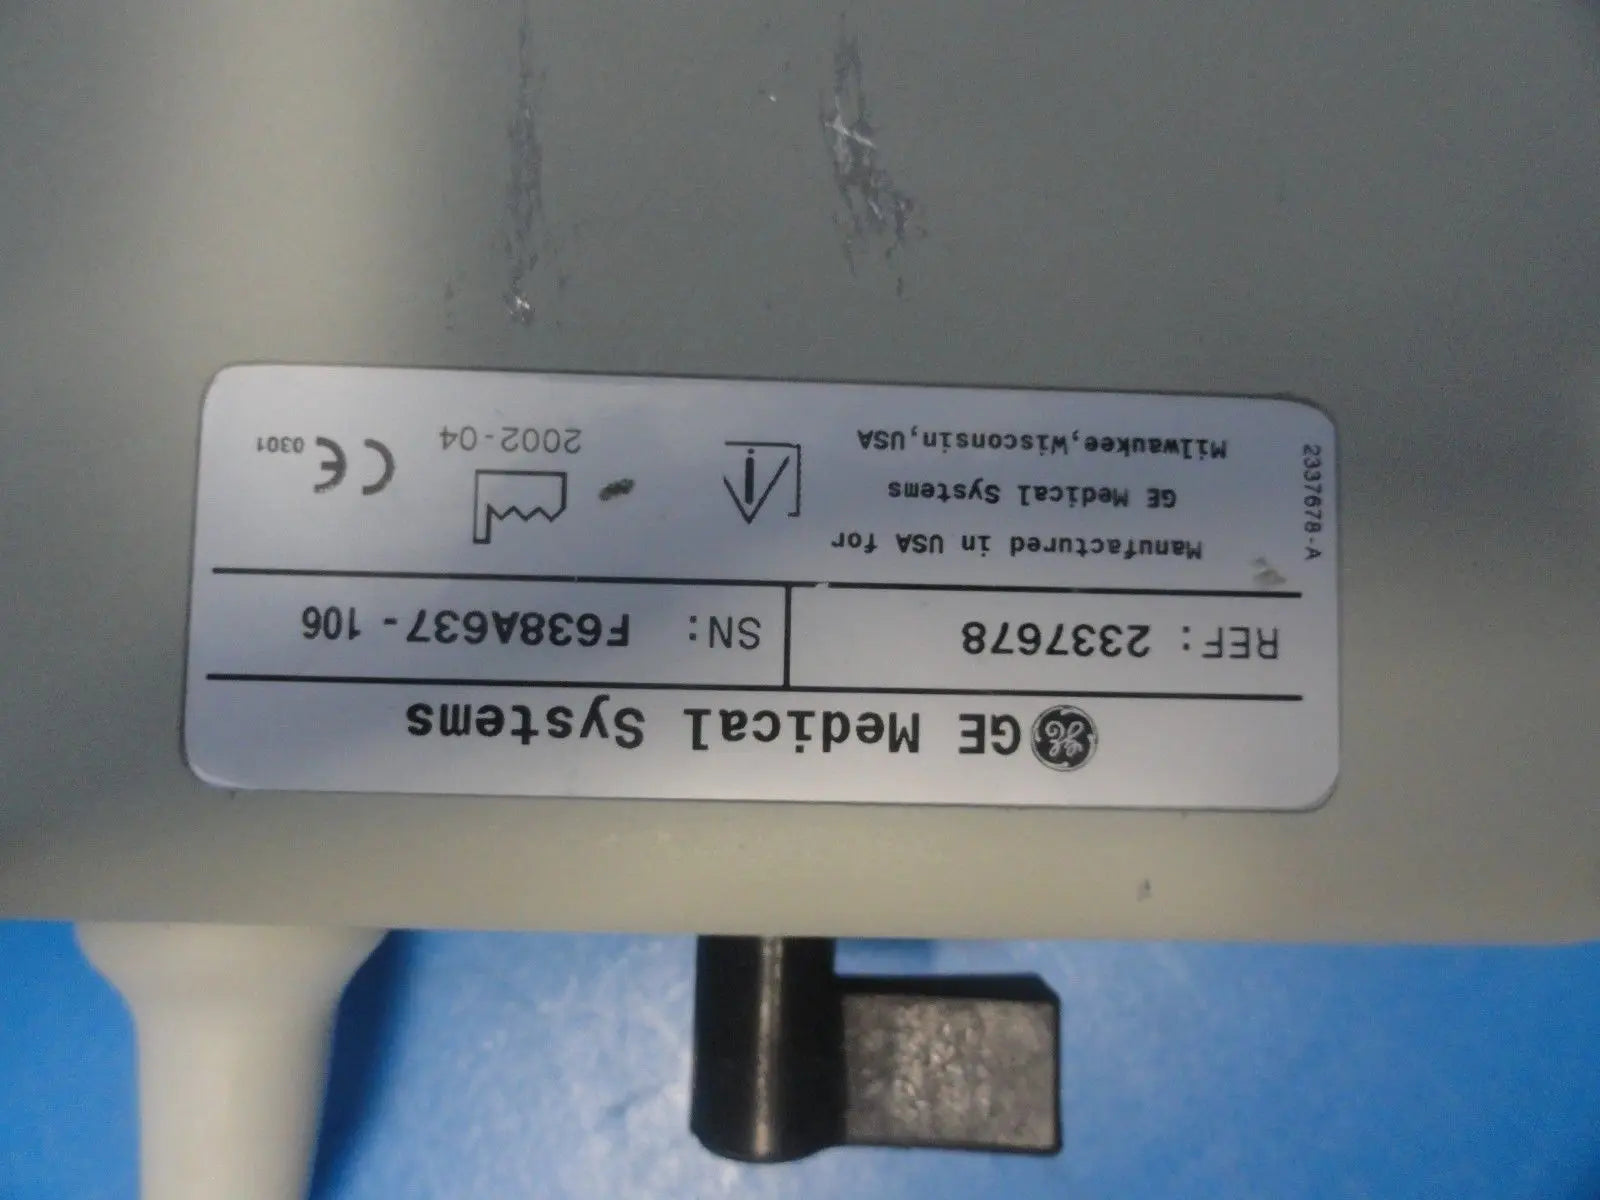 GE Medical Systems
REF: 2337678
SN: F638A637-106
Manufactured in USA for
GE Medical Systems
Milwaukee,Wisconsin,USA
i
2002-04
CE 0301
2337678-A